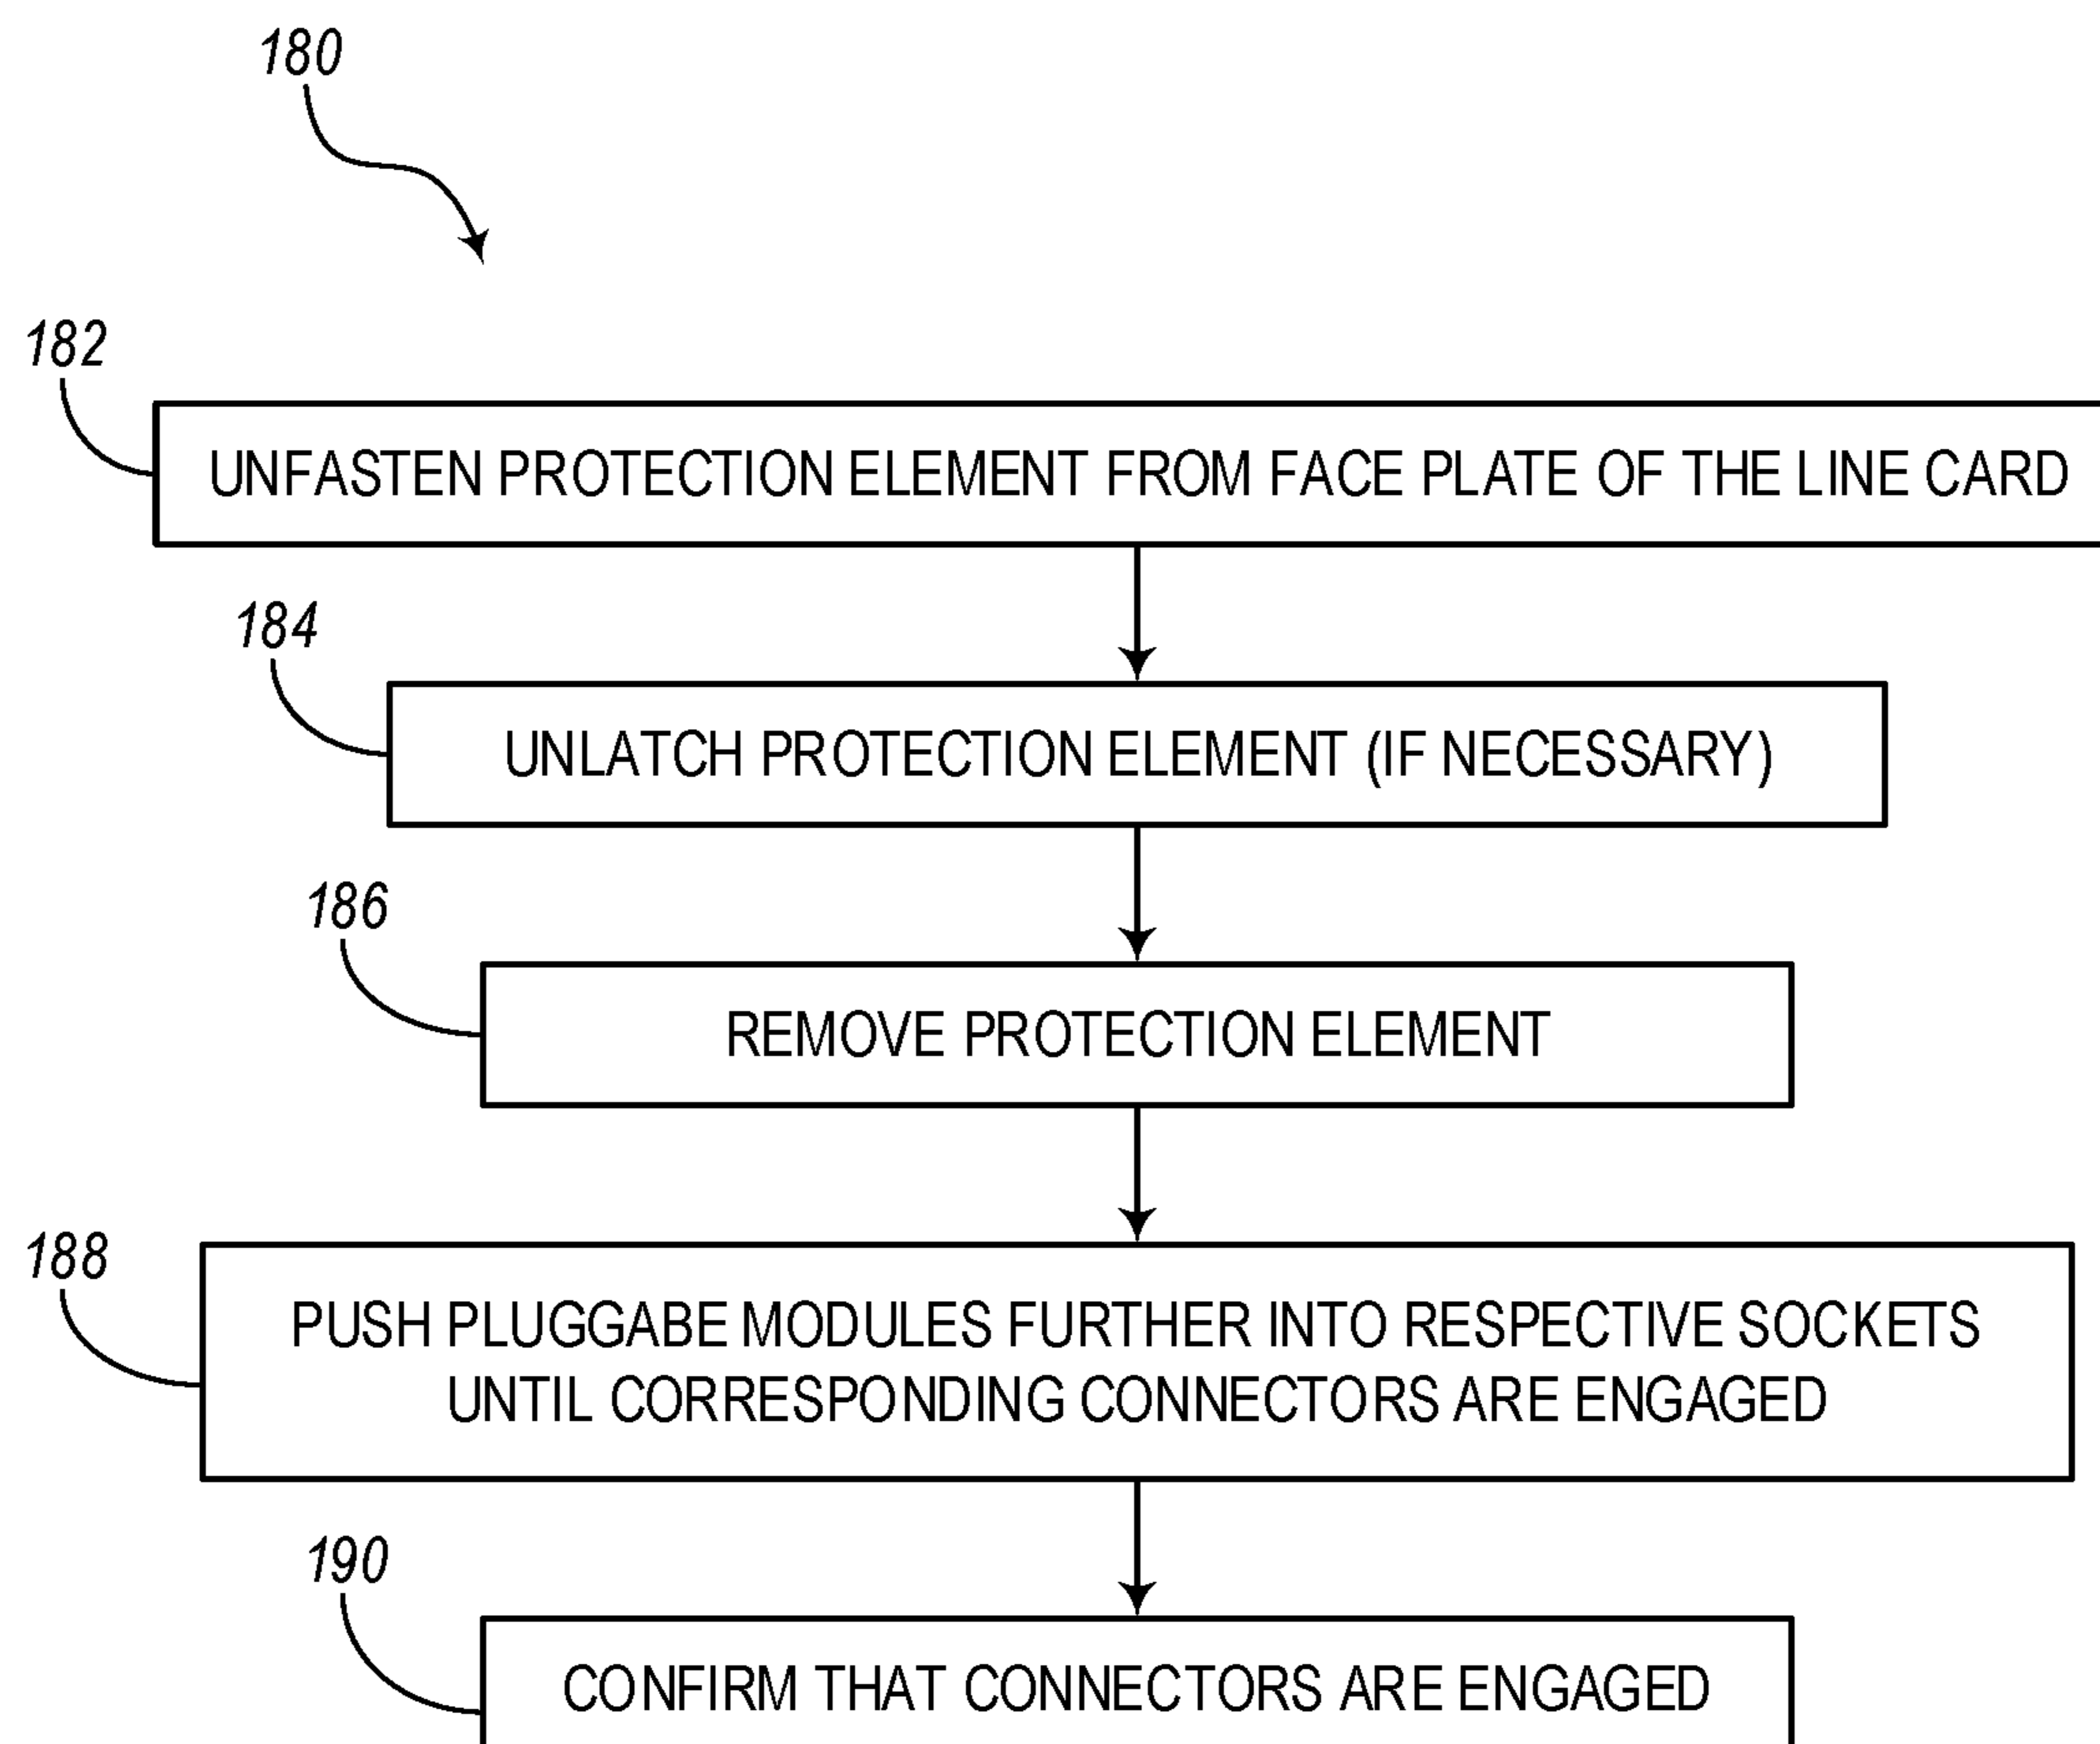 180
182
UNFASTEN PROTECTION ELEMENT FROM FACE PLATE OF THE LINE CARD
184
UNLATCH PROTECTION ELEMENT (IF NECESSARY)
186
REMOVE PROTECTION ELEMENT
188
PUSH PLUGGABE MODULES FURTHER INTO RESPECTIVE SOCKETS
UNTIL CORRESPONDING CONNECTORS ARE ENGAGED
190
CONFIRM THAT CONNECTORS ARE ENGAGED